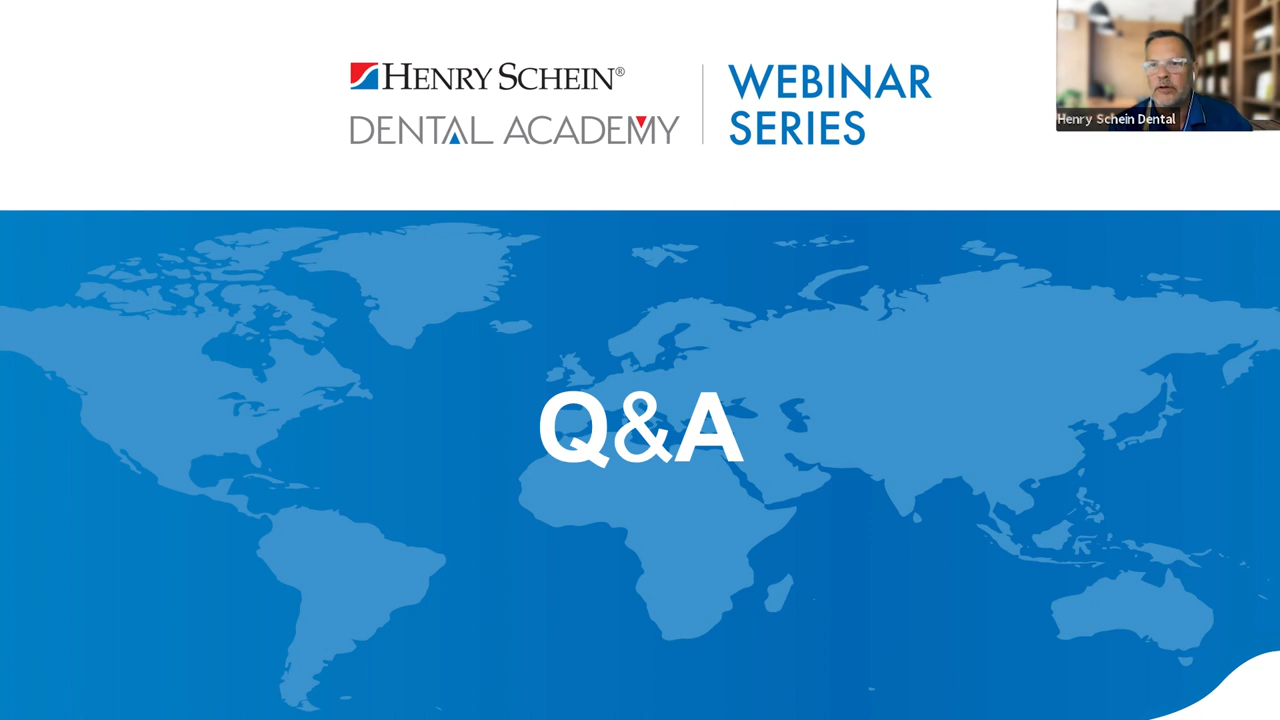 HENRY SCHEIN®
DENTAL ACADEMY
WEBINAR
SERIES
Henry Schein Dental
Q&A